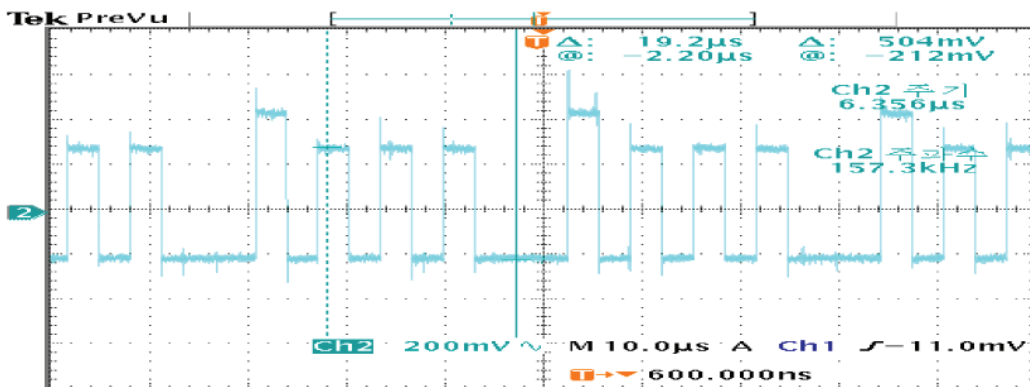 Tek PreVu
T
T Δ: 19.2µs Δ: 504mV
@: −2.20µs @: −212mV
Ch2 주기
6.356µs
Ch2 주파수
157.3kHz
2
Ch2 200mV ∿ M 10.0µs A Ch1 ∫ −11.0mV
T→▼ 600.000ns